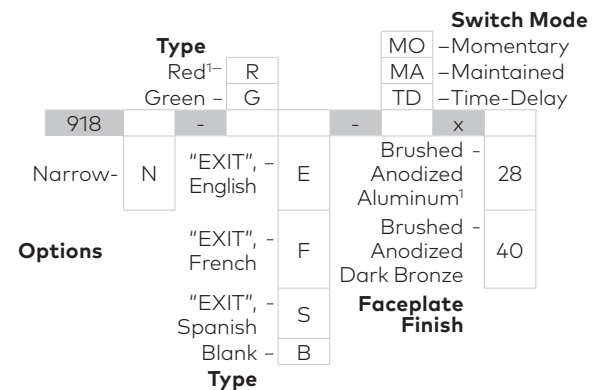 Switch Mode
Type
MO –Momentary
Red¹– R
MA –Maintained
Green – G
TD –Time-Delay
918 - - x
Narrow- N
"EXIT", –
English
E
Brushed -
Anodized
Aluminum¹
28
Options
"EXIT", -
French
F
Brushed -
Anodized
Dark Bronze
40
"EXIT", -
Spanish
S
Faceplate
Finish
Blank – B
Type